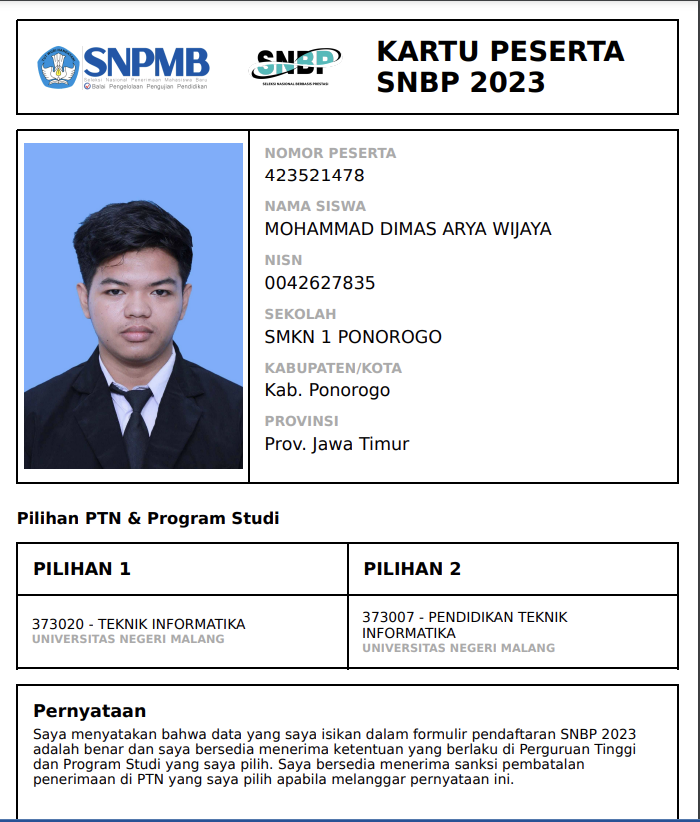 SNPMB
Seleksi Nasional Penerimaan Mahasiswa Baru
Balai Pengelolaan Pengujian Pendidikan
SNBP
SELEKSI NASIONAL BERBASIS PRESTASI
KARTU PESERTA
SNBP 2023
NOMOR PESERTA
423521478
NAMA SISWA
MOHAMMAD DIMAS ARYA WIJAYA
NISN
0042627835
SEKOLAH
SMKN 1 PONOROGO
KABUPATEN/KOTA
Kab. Ponorogo
PROVINSI
Prov. Jawa Timur
Pilihan PTN & Program Studi
PILIHAN 1
PILIHAN 2
373020 - TEKNIK INFORMATIKA
UNIVERSITAS NEGERI MALANG
373007 - PENDIDIKAN TEKNIK
INFORMATIKA
UNIVERSITAS NEGERI MALANG
Pernyataan
Saya menyatakan bahwa data yang saya isikan dalam formulir pendaftaran SNBP 2023
adalah benar dan saya bersedia menerima ketentuan yang berlaku di Perguruan Tinggi
dan Program Studi yang saya pilih. Saya bersedia menerima sanksi pembatalan
penerimaan di PTN yang saya pilih apabila melanggar pernyataan ini.